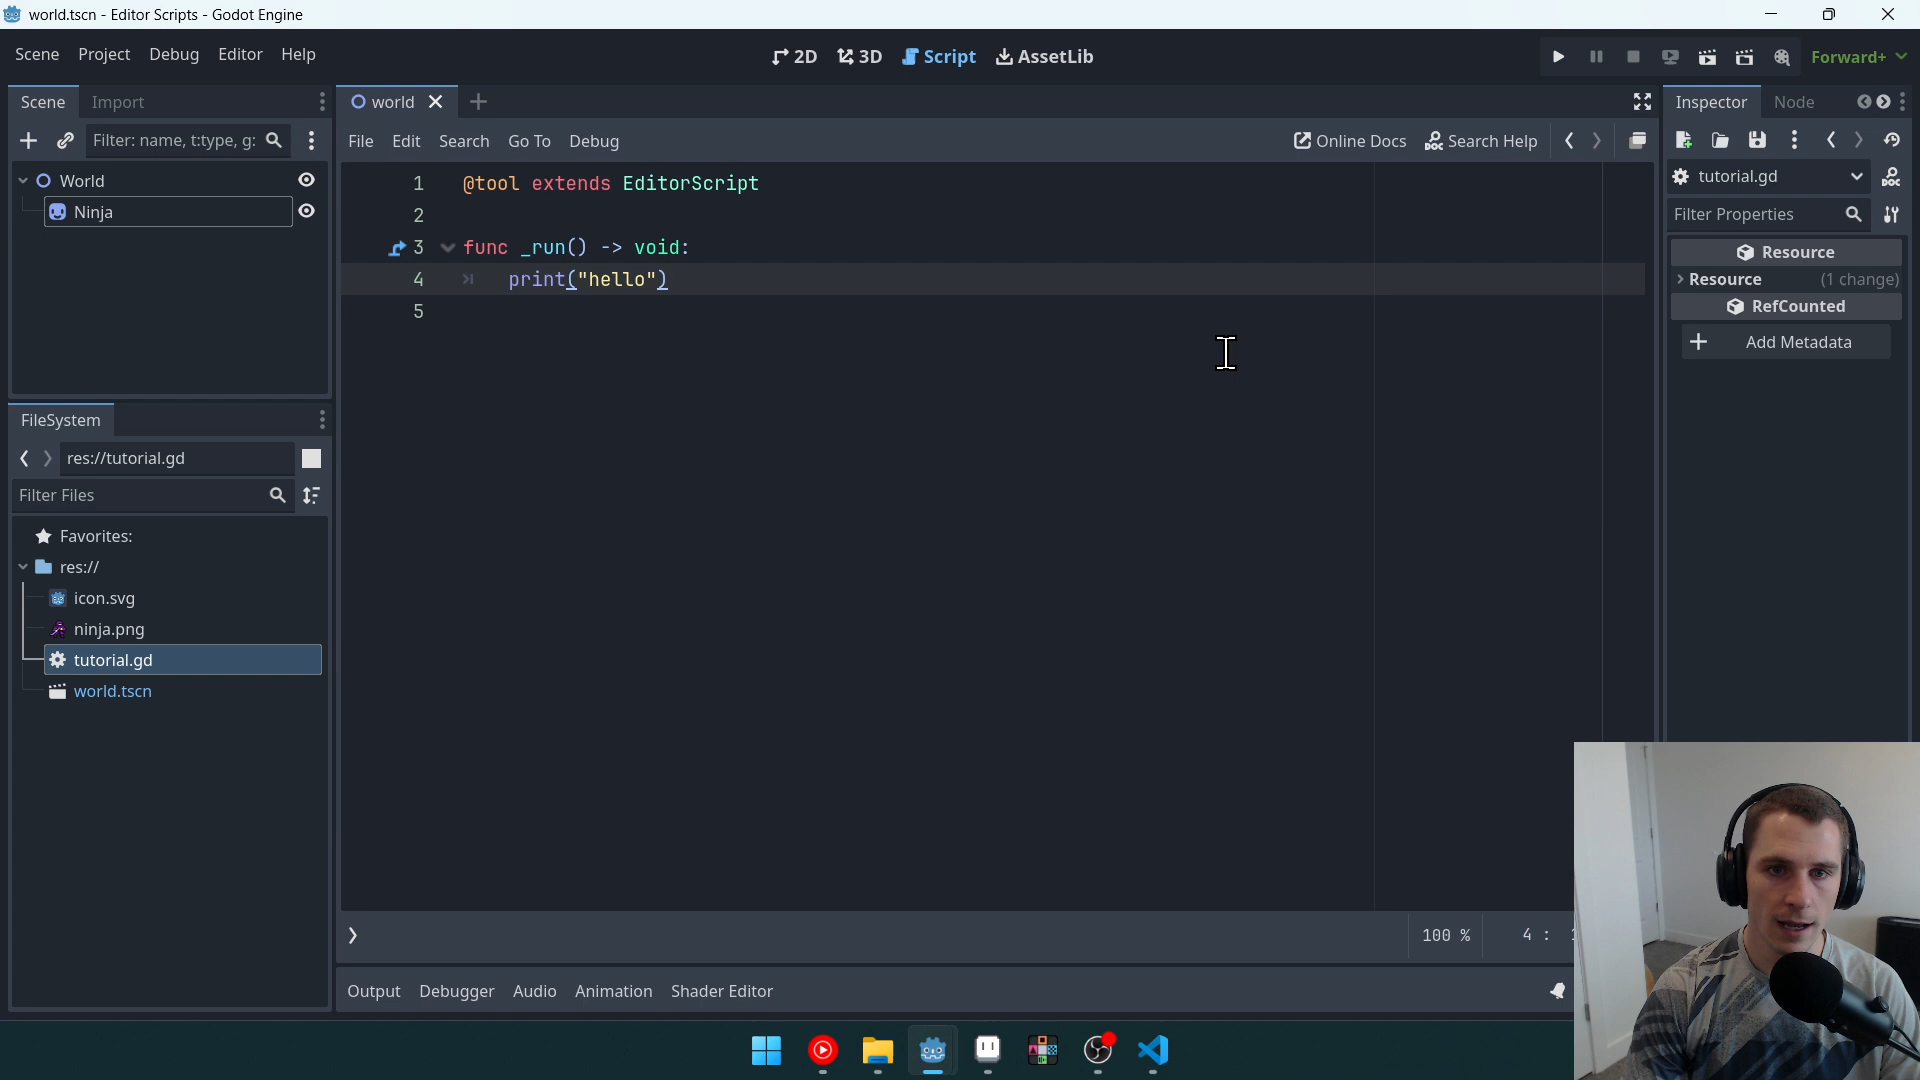 world.tscn - Editor Scripts - Godot Engine
Scene Project Debug Editor Help
2D 3D Script AssetLib
Forward+
Scene Import
world
Inspector Node
Filter: name, t:type, g:
File Edit Search Go To Debug
Online Docs Search Help
World
Ninja
tutorial.gd
Filter Properties
Resource
Resource (1 change)
RefCounted
Add Metadata
1 @tool extends EditorScript
2
3 func _run() -> void:
4 print("hello")
5
FileSystem
res://tutorial.gd
Filter Files
Favorites:
res://
icon.svg
ninja.png
tutorial.gd
world.tscn
100 % 4 :
Output Debugger Audio Animation Shader Editor